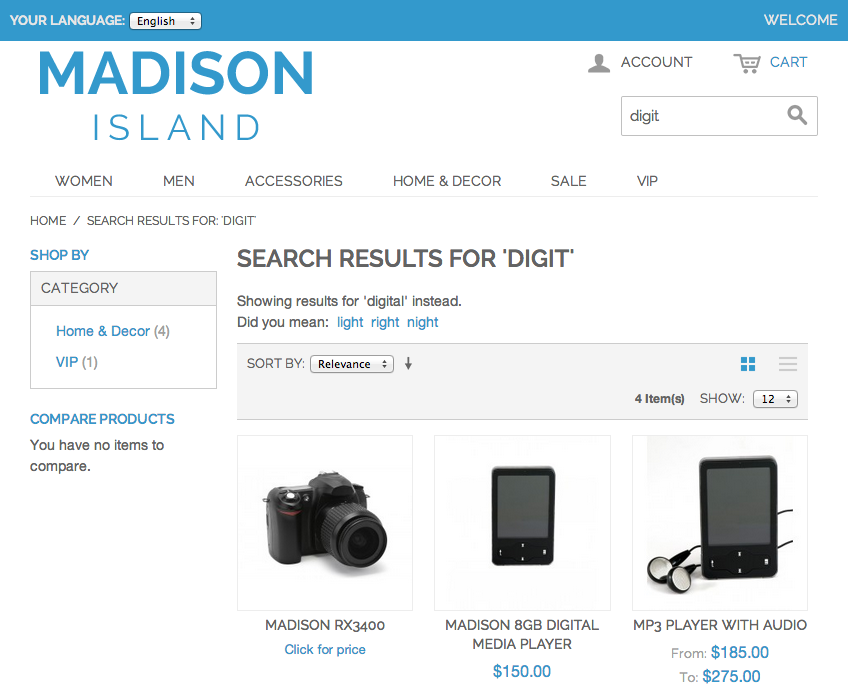 YOUR LANGUAGE: English WELCOME
MADISON
ISLAND
ACCOUNT CART
digit
WOMEN MEN ACCESSORIES HOME & DECOR SALE VIP
HOME / SEARCH RESULTS FOR: 'DIGIT'
SHOP BY
CATEGORY
Home & Decor (4)
VIP (1)
COMPARE PRODUCTS
You have no items to
compare.
SEARCH RESULTS FOR 'DIGIT'
Showing results for 'digital' instead.
Did you mean: light right night
SORT BY: Relevance
4 Item(s) SHOW: 12
MADISON RX3400
Click for price
MADISON 8GB DIGITAL
MEDIA PLAYER
$150.00
MP3 PLAYER WITH AUDIO
From: $185.00
To: $275.00